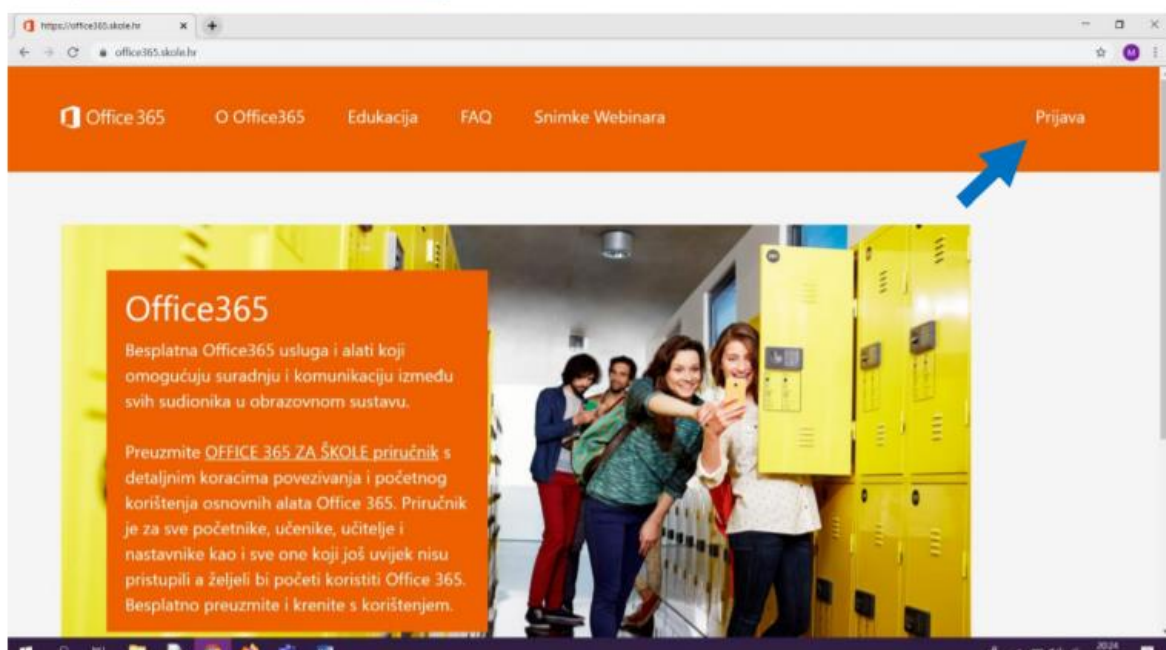 https://office365.skole.hr
office365.skole.hr
M
Office 365 O Office365 Edukacija FAQ Snimke Webinara Prijava
Office365
Besplatna Office365 usluga i alati koji
omogućuju suradnju i komunikaciju između
svih sudionika u obrazovnom sustavu.
Preuzmite OFFICE 365 ZA ŠKOLE priručnik s
detaljnim koracima povezivanja i početnog
korištenja osnovnih alata Office 365. Priručnik
je za sve početnike, učenike, učitelje i
nastavnike kao i sve one koji još uvijek nisu
pristupili a željeli bi početi koristiti Office 365.
Besplatno preuzmite i krenite s korištenjem.
20:24